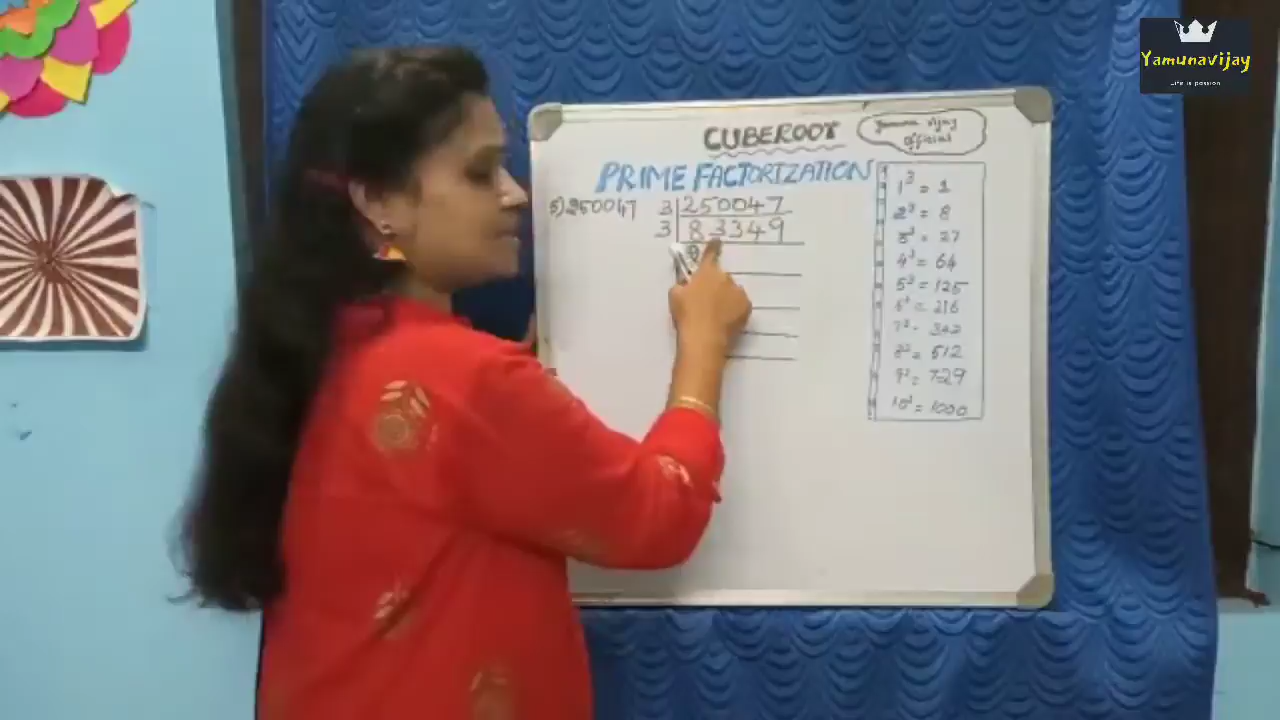 Yamunavijay
Life is passion
CUBEROOT
Yamuna Vijay
Official
PRIME FACTORIZATION
5) 250047
3 | 250047
3 | 83349
1³ = 1
2³ = 8
3³ = 27
4³ = 64
5³ = 125
6³ = 216
7³ = 343
8³ = 512
9³ = 729
10³ = 1000